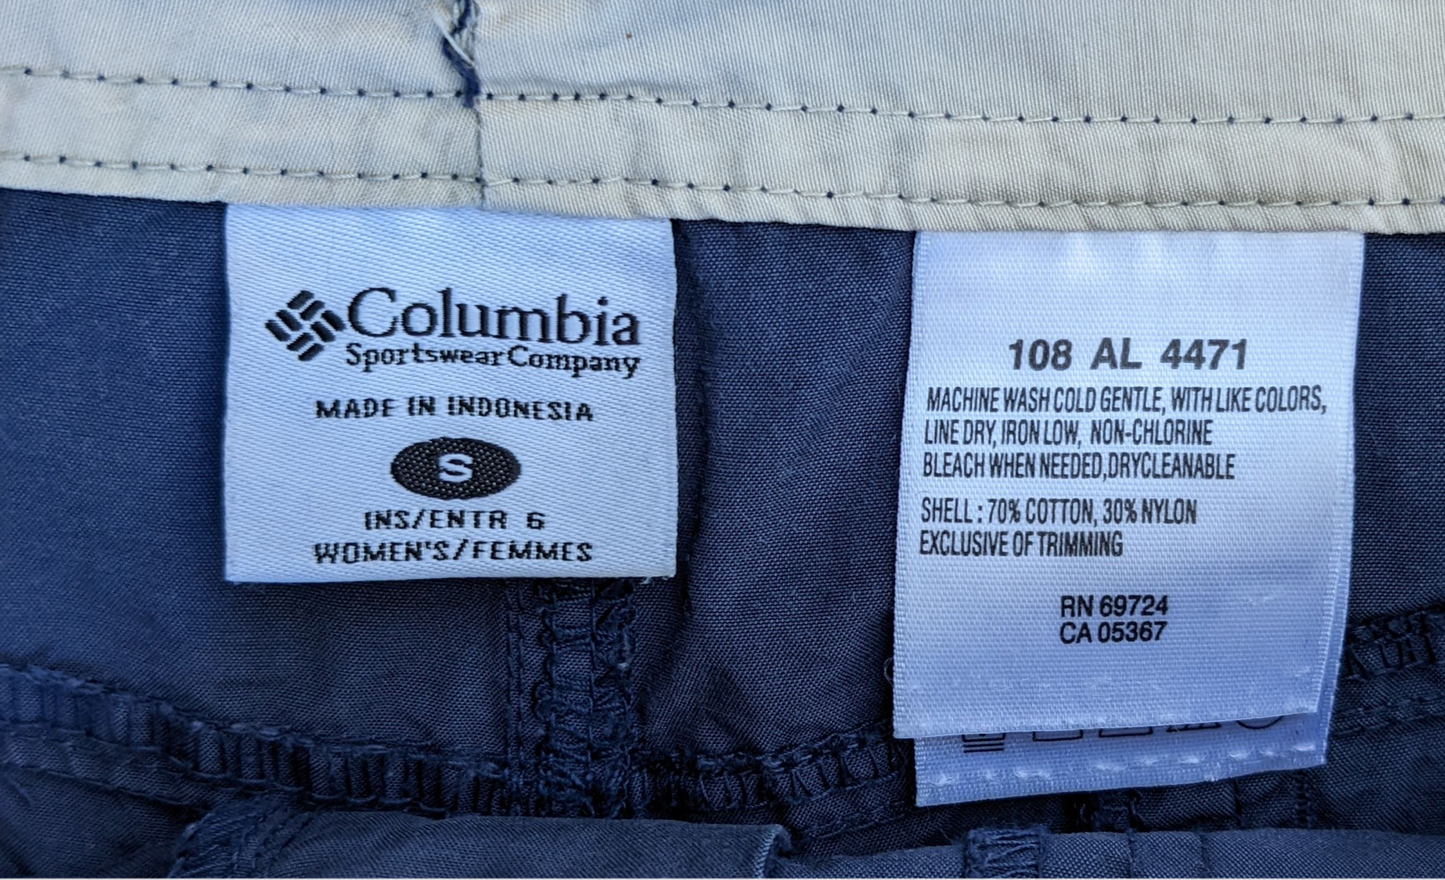 Columbia
Sportswear Company
MADE IN INDONESIA
S
INS/ENTR 6
WOMEN'S/FEMMES
108 AL 4471
MACHINE WASH COLD GENTLE, WITH LIKE COLORS,
LINE DRY, IRON LOW, NON-CHLORINE
BLEACH WHEN NEEDED,DRYCLEANABLE
SHELL : 70% COTTON, 30% NYLON
EXCLUSIVE OF TRIMMING
RN 69724
CA 05367